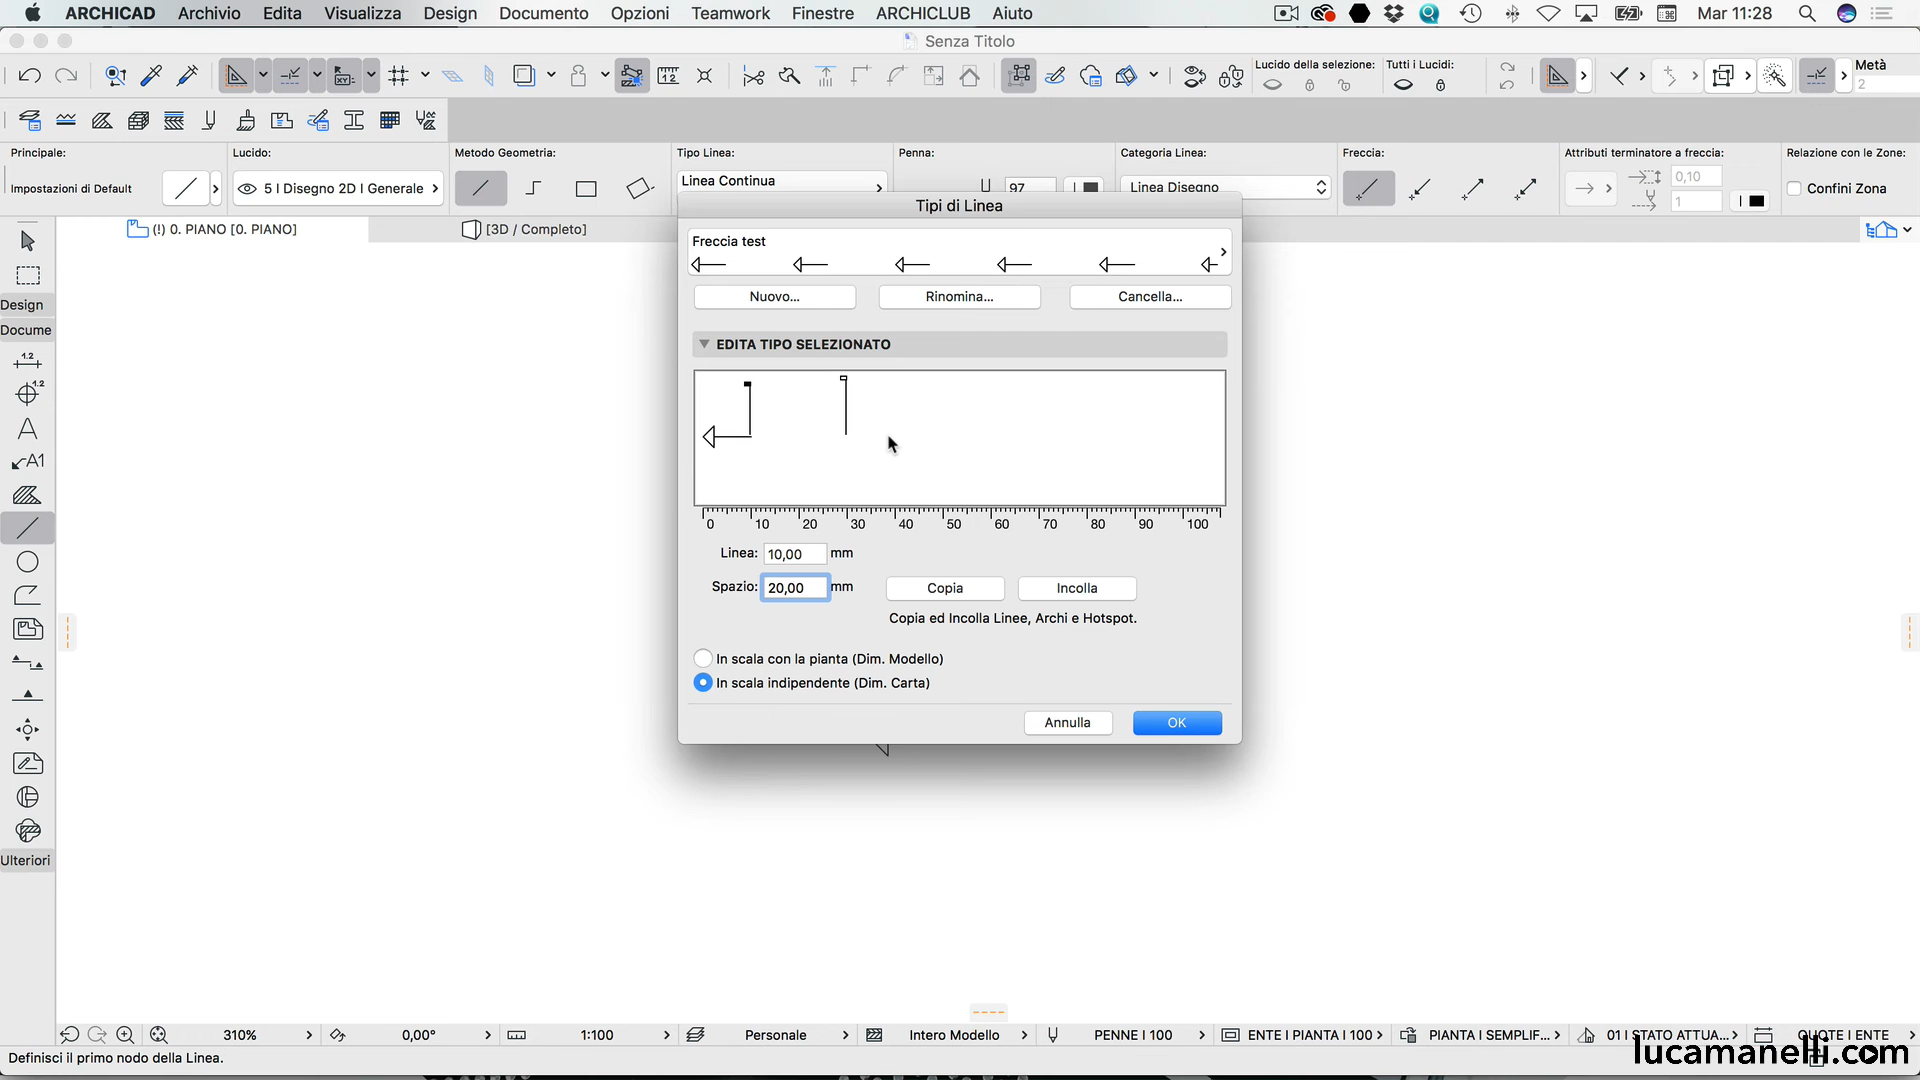 ARCHICAD Archivio Edita Visualizza Design Documento Opzioni Teamwork Finestre ARCHICLUB Aiuto Mar 11:28
Senza Titolo
Lucido della selezione: Tutti i Lucidi: Metà
2
Principale: Lucido: Metodo Geometria: Tipo Linea: Penna: Categoria Linea: Freccia: Attributi terminatore a freccia: Relazione con le Zone:
Impostazioni di Default 5 I Disegno 2D I Generale Linea Continua 97 Linea Disegno 0,10 Confini Zona
1
(!) 0. PIANO [0. PIANO] [3D / Completo]
Tipi di Linea
Freccia test
Nuovo... Rinomina... Cancella...
EDITA TIPO SELEZIONATO
0 10 20 30 40 50 60 70 80 90 100
Linea: 10,00 mm
Spazio: 20,00 mm Copia Incolla
Copia ed Incolla Linee, Archi e Hotspot.
In scala con la pianta (Dim. Modello)
In scala indipendente (Dim. Carta)
Annulla OK
Design
Docume
1.2
1.2
A
A1
Ulteriori
310% 0,00° 1:100 Personale Intero Modello PENNE I 100 ENTE I PIANTA I 100 PIANTA I SEMPLIF... 01 I STATO ATTUA... QUOTE I ENTE
Definisci il primo nodo della Linea.
lucamanelli.com